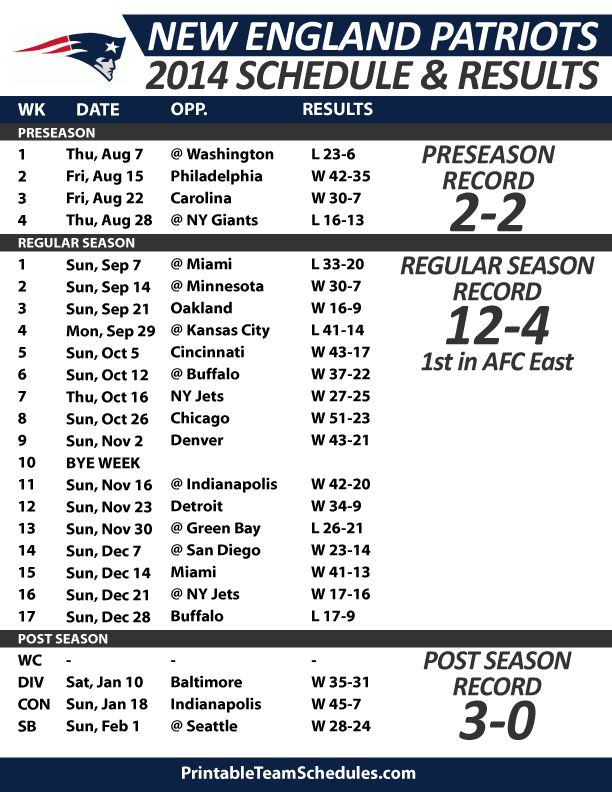 NEW ENGLAND PATRIOTS
2014 SCHEDULE & RESULTS
WK DATE OPP. RESULTS
PRESEASON
1 Thu, Aug 7 @ Washington L 23-6
2 Fri, Aug 15 Philadelphia W 42-35
3 Fri, Aug 22 Carolina W 30-7
4 Thu, Aug 28 @ NY Giants L 16-13
PRESEASON
RECORD
2-2
REGULAR SEASON
1 Sun, Sep 7 @ Miami L 33-20
2 Sun, Sep 14 @ Minnesota W 30-7
3 Sun, Sep 21 Oakland W 16-9
4 Mon, Sep 29 @ Kansas City L 41-14
5 Sun, Oct 5 Cincinnati W 43-17
6 Sun, Oct 12 @ Buffalo W 37-22
7 Thu, Oct 16 NY Jets W 27-25
8 Sun, Oct 26 Chicago W 51-23
9 Sun, Nov 2 Denver W 43-21
10 BYE WEEK
11 Sun, Nov 16 @ Indianapolis W 42-20
12 Sun, Nov 23 Detroit W 34-9
13 Sun, Nov 30 @ Green Bay L 26-21
14 Sun, Dec 7 @ San Diego W 23-14
15 Sun, Dec 14 Miami W 41-13
16 Sun, Dec 21 @ NY Jets W 17-16
17 Sun, Dec 28 Buffalo L 17-9
REGULAR SEASON
RECORD
12-4
1st in AFC East
POST SEASON
WC - - -
DIV Sat, Jan 10 Baltimore W 35-31
CON Sun, Jan 18 Indianapolis W 45-7
SB Sun, Feb 1 @ Seattle W 28-24
POST SEASON
RECORD
3-0
PrintableTeamSchedules.com